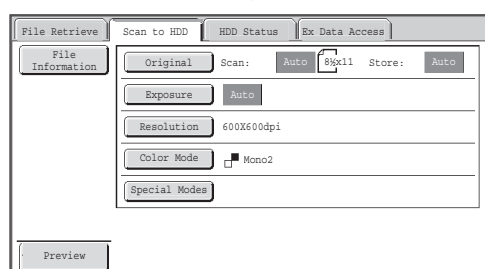 File Retrieve Scan to HDD HDD Status Ex Data Access
File Information
Original Scan: Auto 8½x11 Store: Auto
Exposure Auto
Resolution 600X600dpi
Color Mode Mono2
Special Modes
Preview